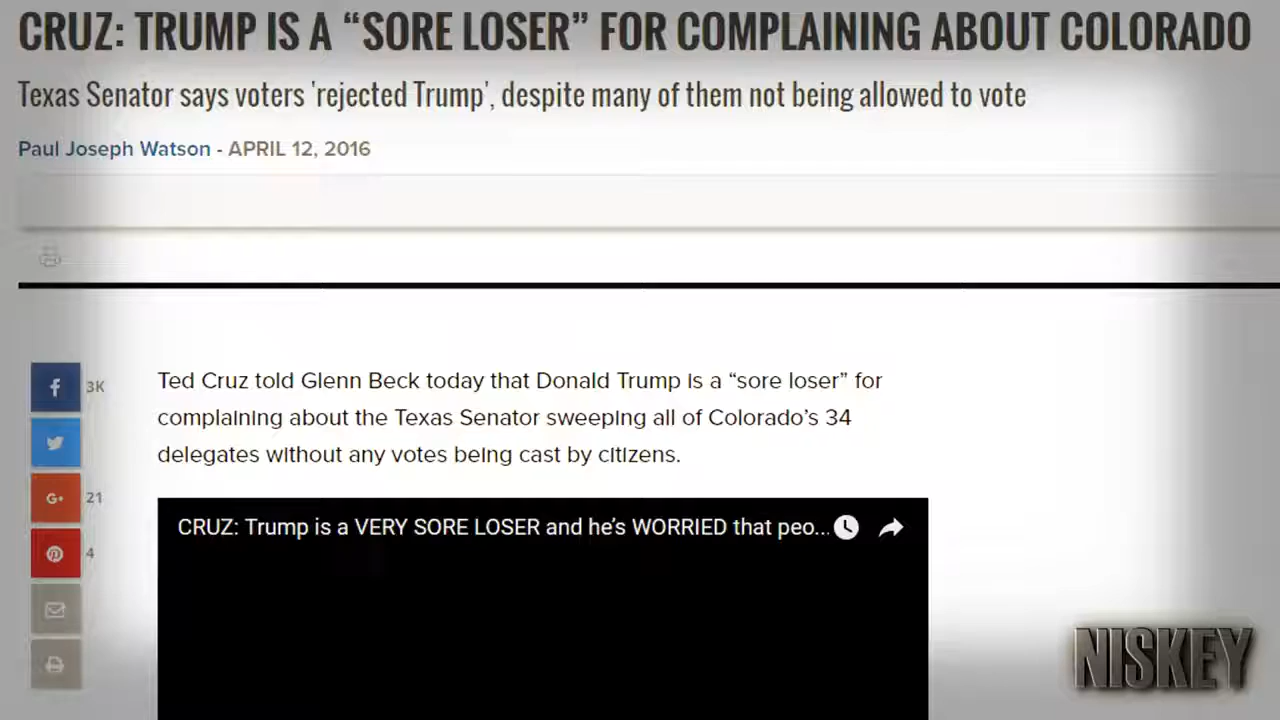 CRUZ: TRUMP IS A “SORE LOSER” FOR COMPLAINING ABOUT COLORADO
Texas Senator says voters 'rejected Trump', despite many of them not being allowed to vote
Paul Joseph Watson - APRIL 12, 2016
f 3K
Ted Cruz told Glenn Beck today that Donald Trump is a “sore loser” for
complaining about the Texas Senator sweeping all of Colorado’s 34
delegates without any votes being cast by citizens.
G+ 21
4
CRUZ: Trump is a VERY SORE LOSER and he's WORRIED that peo...
NISKEY